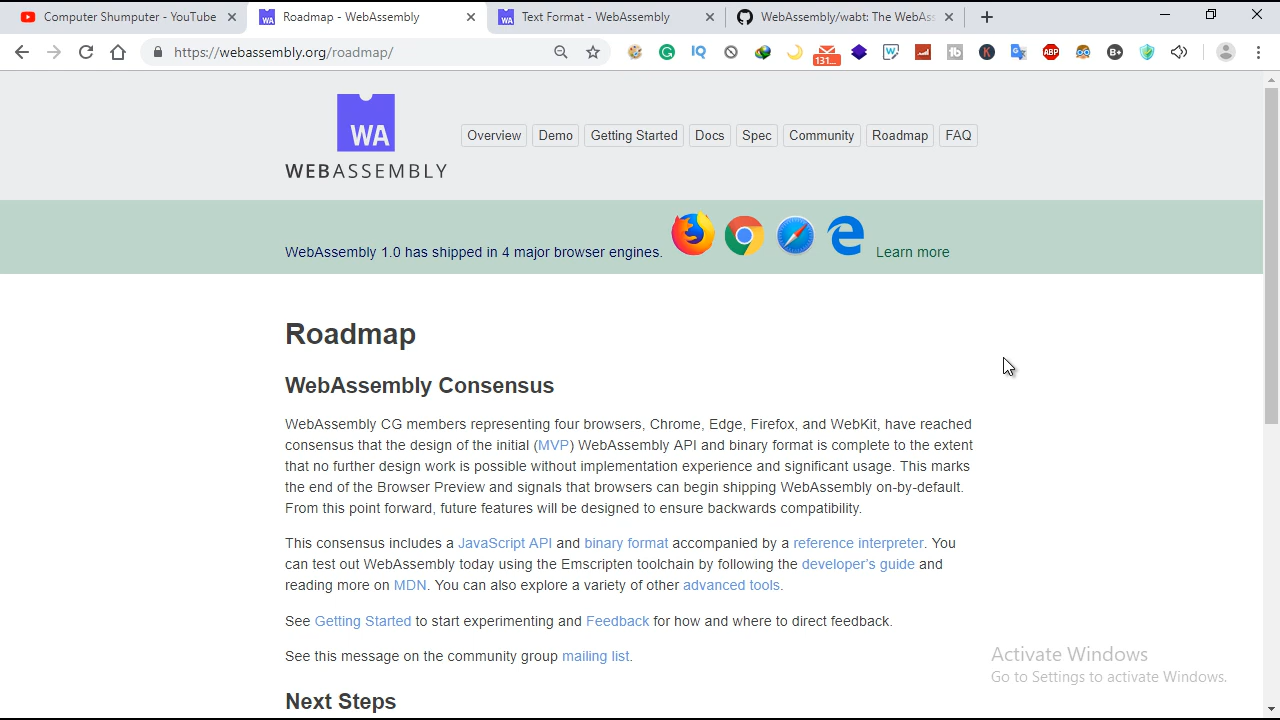 Computer Shumputer - YouTube
Roadmap - WebAssembly
Text Format - WebAssembly
WebAssembly/wabt: The WebAss
https://webassembly.org/roadmap/
IQ
131...
W
tb
K
ABP
B+
WA
WEBASSEMBLY
Overview
Demo
Getting Started
Docs
Spec
Community
Roadmap
FAQ
WebAssembly 1.0 has shipped in 4 major browser engines.
Learn more
Roadmap
WebAssembly Consensus
WebAssembly CG members representing four browsers, Chrome, Edge, Firefox, and WebKit, have reached
consensus that the design of the initial (MVP) WebAssembly API and binary format is complete to the extent
that no further design work is possible without implementation experience and significant usage. This marks
the end of the Browser Preview and signals that browsers can begin shipping WebAssembly on-by-default.
From this point forward, future features will be designed to ensure backwards compatibility.
This consensus includes a JavaScript API and binary format accompanied by a reference interpreter. You
can test out WebAssembly today using the Emscripten toolchain by following the developer's guide and
reading more on MDN. You can also explore a variety of other advanced tools.
See Getting Started to start experimenting and Feedback for how and where to direct feedback.
See this message on the community group mailing list.
Next Steps
Activate Windows
Go to Settings to activate Windows.